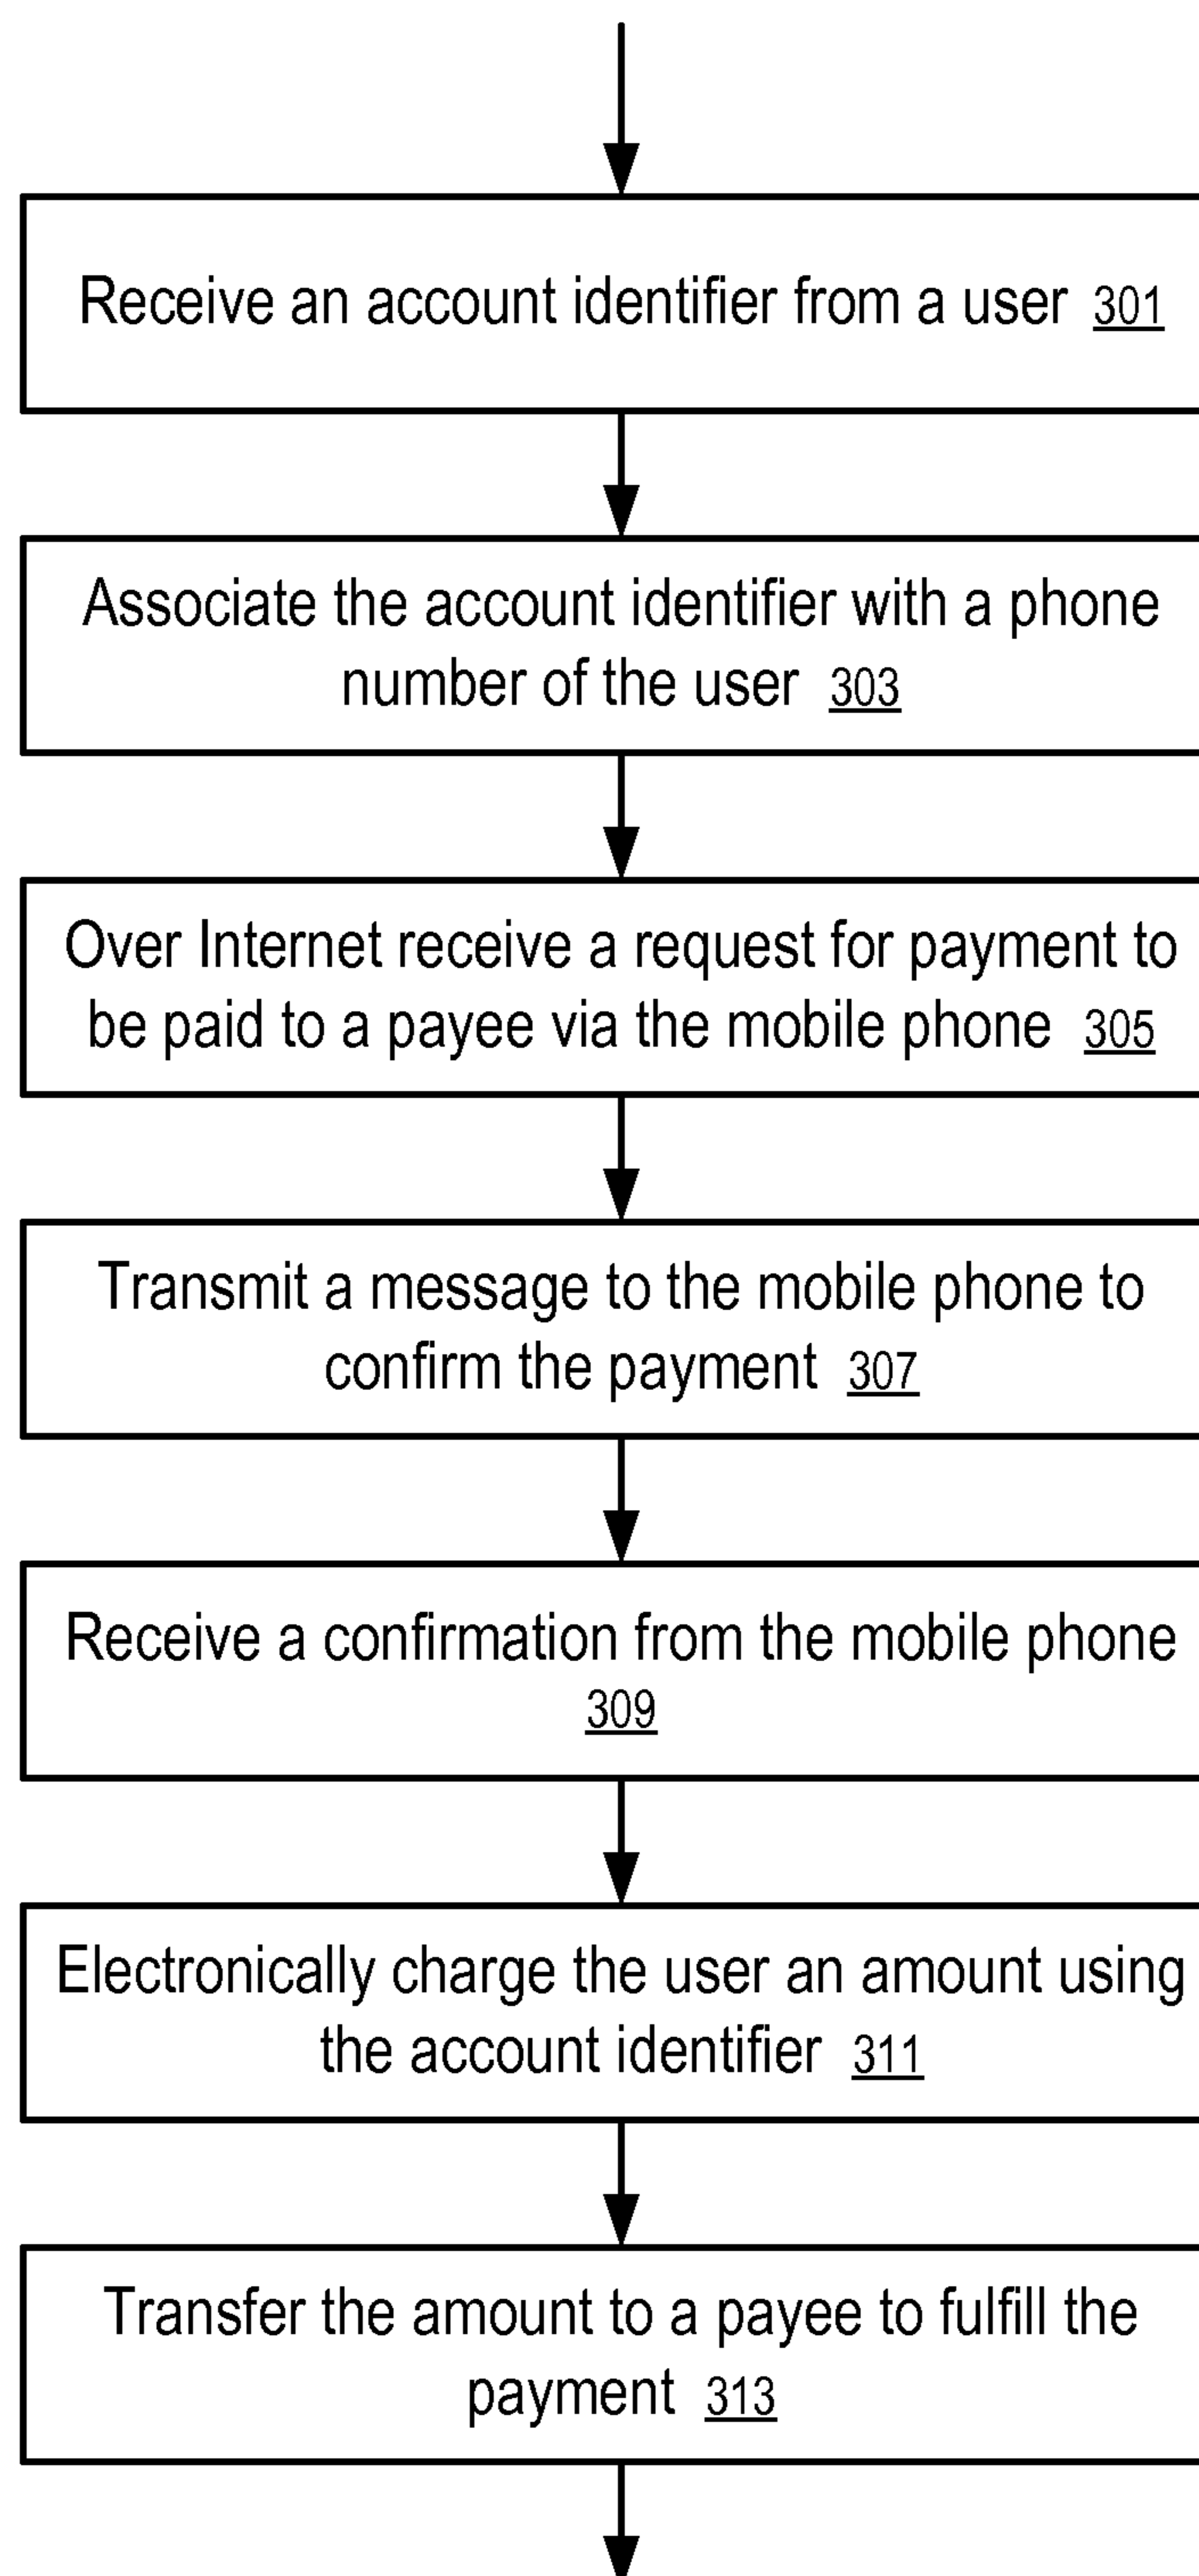 Receive an account identifier from a user 301
Associate the account identifier with a phone
number of the user 303
Over Internet receive a request for payment to
be paid to a payee via the mobile phone 305
Transmit a message to the mobile phone to
confirm the payment 307
Receive a confirmation from the mobile phone
309
Electronically charge the user an amount using
the account identifier 311
Transfer the amount to a payee to fulfill the
payment 313